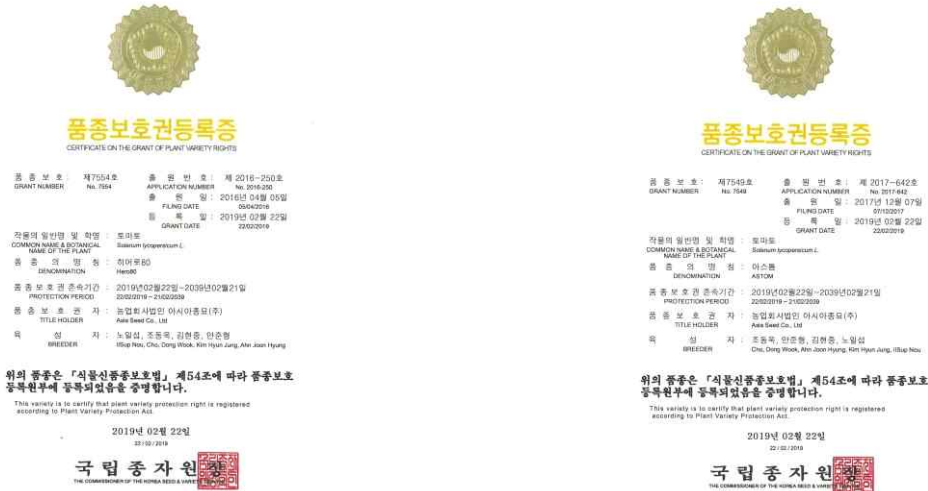 품종보호권등록증
CERTIFICATE ON THE GRANT OF PLANT VARIETY RIGHTS
품 종 보 호 : 제7554호
GRANT NUMBER No. 7554
출 원 번 호 : 제 2016-250호
APPLICATION NUMBER No. 2016-250
출 원 일 : 2016년 04월 05일
FILING DATE 05/04/2016
등 록 일 : 2019년 02월 22일
GRANT DATE 22/02/2019
작물의 일반명 및 학명 : 토마토
COMMON NAME & BOTANICAL NAME OF THE PLANT Solanum lycopersicum L.
품 종 의 명 칭 : 히어로80
DENOMINATION Hero80
품 종 보 호 권 존속기간 : 2019년02월22일~2039년02월21일
PROTECTION PERIOD 22/02/2019 ~ 21/02/2039
품 종 보 호 권 자 : 농업회사법인 아시아종묘(주)
TITLE HOLDER Asia Seed Co., Ltd
육 성 자 : 노일섭, 조동욱, 김현중, 안준형
BREEDER IlSup Nou, Cho, Dong Wook, Kim Hyun Jung, Ahn Joon Hyung
위의 품종은 「식물신품종보호법」 제54조에 따라 품종보호
등록원부에 등록되었음을 증명합니다.
This variety is to certify that plant variety protection right is registered
according to Plant Variety Protection Act.
2019년 02월 22일
22 / 02 / 2019
국립종자원장
THE COMMISSIONER OF THE KOREA SEED & VARIETY
품종보호권등록증
CERTIFICATE ON THE GRANT OF PLANT VARIETY RIGHTS
품 종 보 호 : 제7549호
GRANT NUMBER No. 7549
출 원 번 호 : 제 2017-642호
APPLICATION NUMBER No. 2017-642
출 원 일 : 2017년 12월 07일
FILING DATE 07/12/2017
등 록 일 : 2019년 02월 22일
GRANT DATE 22/02/2019
작물의 일반명 및 학명 : 토마토
COMMON NAME & BOTANICAL NAME OF THE PLANT Solanum lycopersicum L.
품 종 의 명 칭 : 아스톰
DENOMINATION ASTOM
품 종 보 호 권 존속기간 : 2019년02월22일~2039년02월21일
PROTECTION PERIOD 22/02/2019 ~ 21/02/2039
품 종 보 호 권 자 : 농업회사법인 아시아종묘(주)
TITLE HOLDER Asia Seed Co., Ltd
육 성 자 : 조동욱, 안준형, 김현중, 노일섭
BREEDER Cho, Dong Wook, Ahn Joon Hyung, Kim Hyun Jung, IlSup Nou
위의 품종은 「식물신품종보호법」 제54조에 따라 품종보호
등록원부에 등록되었음을 증명합니다.
This variety is to certify that plant variety protection right is registered
according to Plant Variety Protection Act.
2019년 02월 22일
22 / 02 / 2019
국립종자원장
THE COMMISSIONER OF THE KOREA SEED & VARIETY